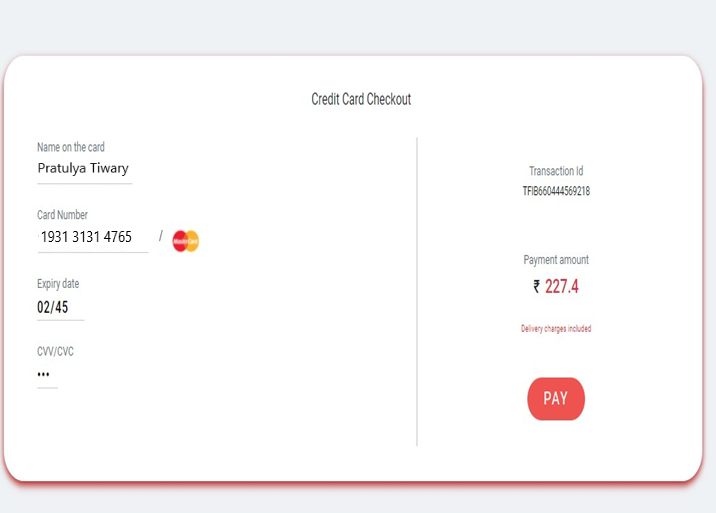 Credit Card Checkout
Name on the card
Pratulya Tiwary
Card Number
1931 3131 4765 / MasterCard
Expiry date
02/45
CVV/CVC
•••
Transaction Id
TFIB660444569218
Payment amount
₹ 227.4
Delivery charges included
PAY